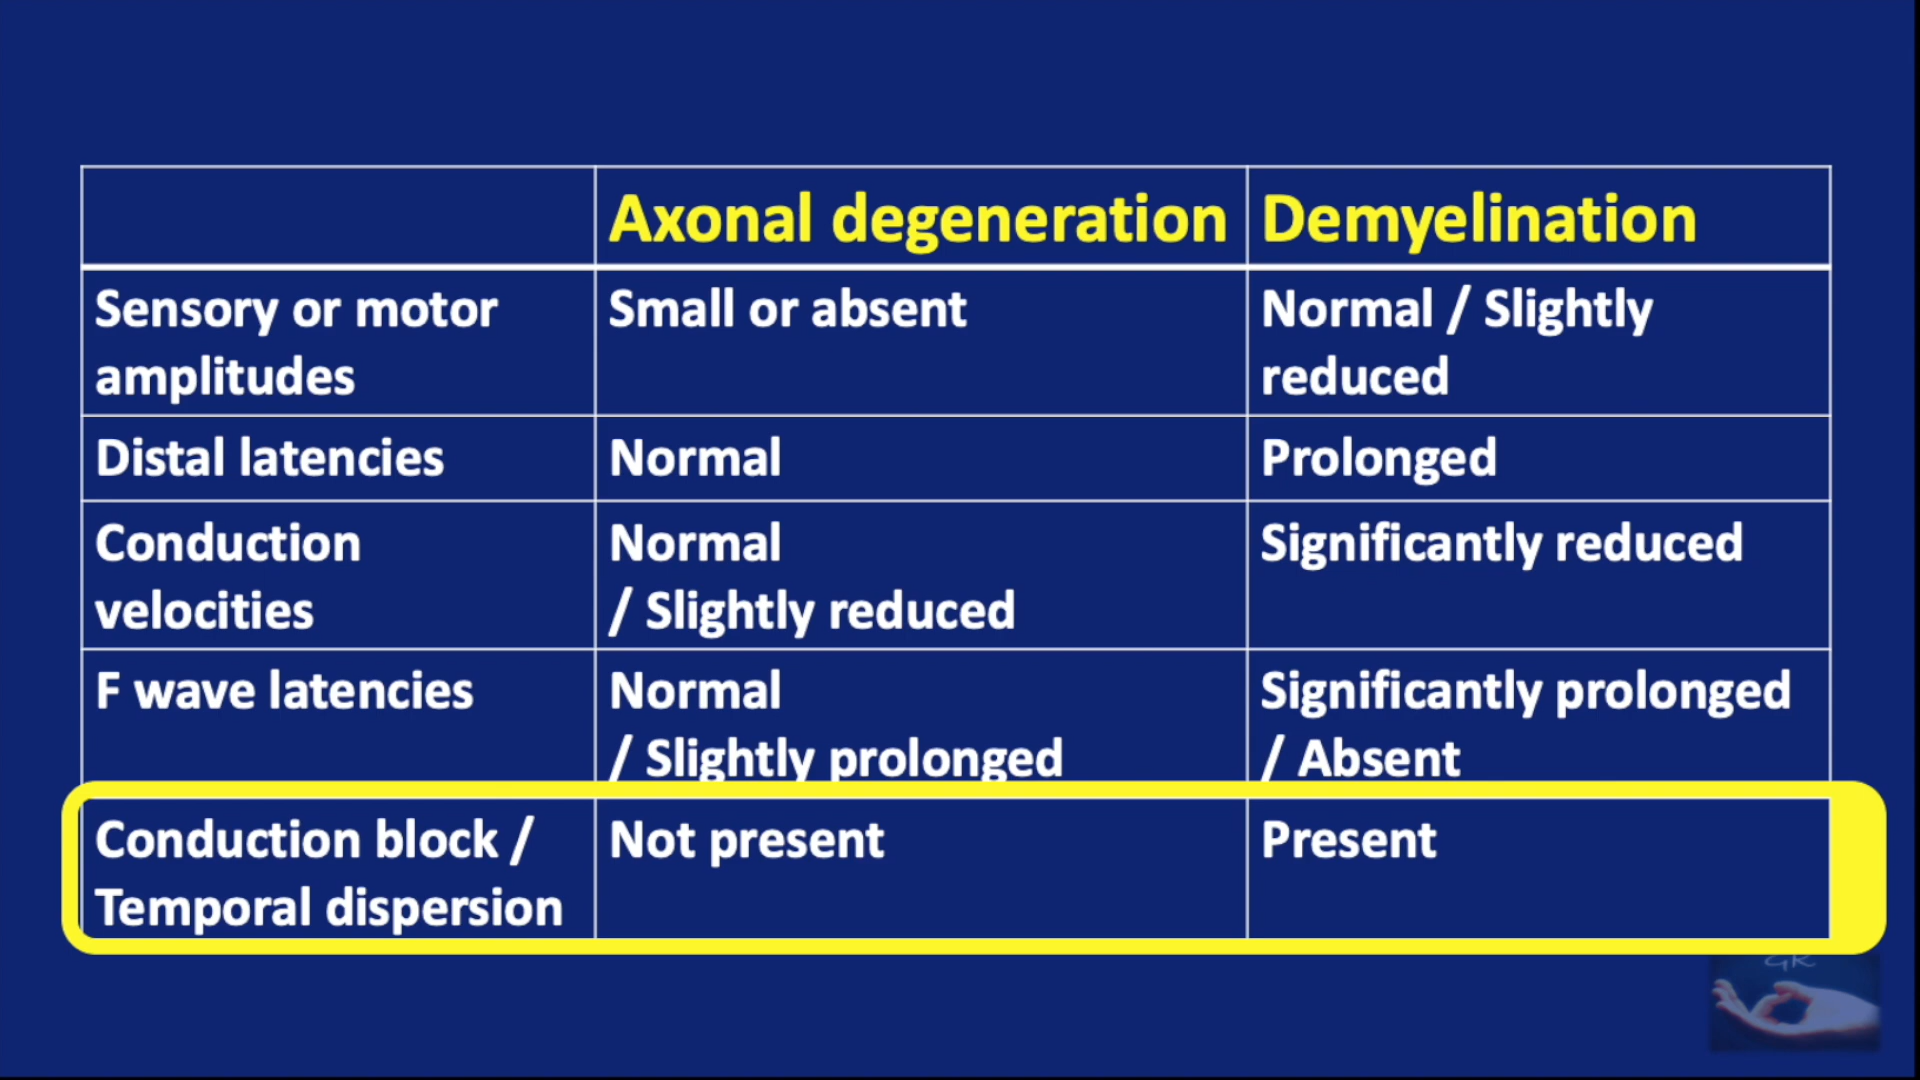 Axonal degeneration Demyelination
Sensory or motor Small or absent Normal / Slightly
amplitudes reduced
Distal latencies Normal Prolonged
Conduction Normal Significantly reduced
velocities / Slightly reduced
F wave latencies Normal Significantly prolonged
/ Slightly prolonged / Absent
Conduction block / Not present Present
Temporal dispersion